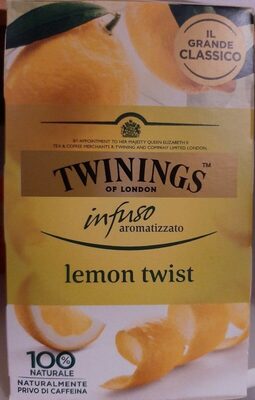 IL
GRANDE
CLASSICO
BY APPOINTMENT TO HER MAJESTY QUEEN ELIZABETH II
TEA & COFFEE MERCHANTS R. TWINING AND COMPANY LIMITED, LONDON
TWININGS™
OF LONDON
infuso
aromatizzato
lemon twist
100%
NATURALE
NATURALMENTE
PRIVO DI CAFFEINA